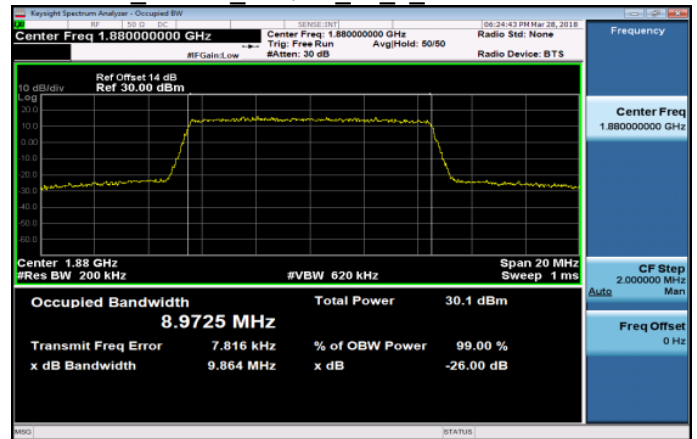 Keysight Spectrum Analyzer - Occupied BW
RF 50 Ω DC SENSE:INT 06:24:43 PM Mar 28, 2018
Center Freq 1.880000000 GHz Center Freq: 1.880000000 GHz Radio Std: None
Trig: Free Run Avg|Hold: 50/50
#IFGain:Low #Atten: 30 dB Radio Device: BTS
Ref Offset 14 dB
10 dB/div Ref 30.00 dBm
Log
20.0
10.0
0.00
-10.0
-20.0
-30.0
-40.0
-50.0
-60.0
Center 1.88 GHz Span 20 MHz
#Res BW 200 kHz #VBW 620 kHz Sweep 1 ms
Occupied Bandwidth Total Power 30.1 dBm
8.9725 MHz
Transmit Freq Error 7.816 kHz % of OBW Power 99.00 %
x dB Bandwidth 9.864 MHz x dB -26.00 dB
MSG STATUS
Frequency
Center Freq
1.880000000 GHz
CF Step
2.000000 MHz
Auto Man
Freq Offset
0 Hz